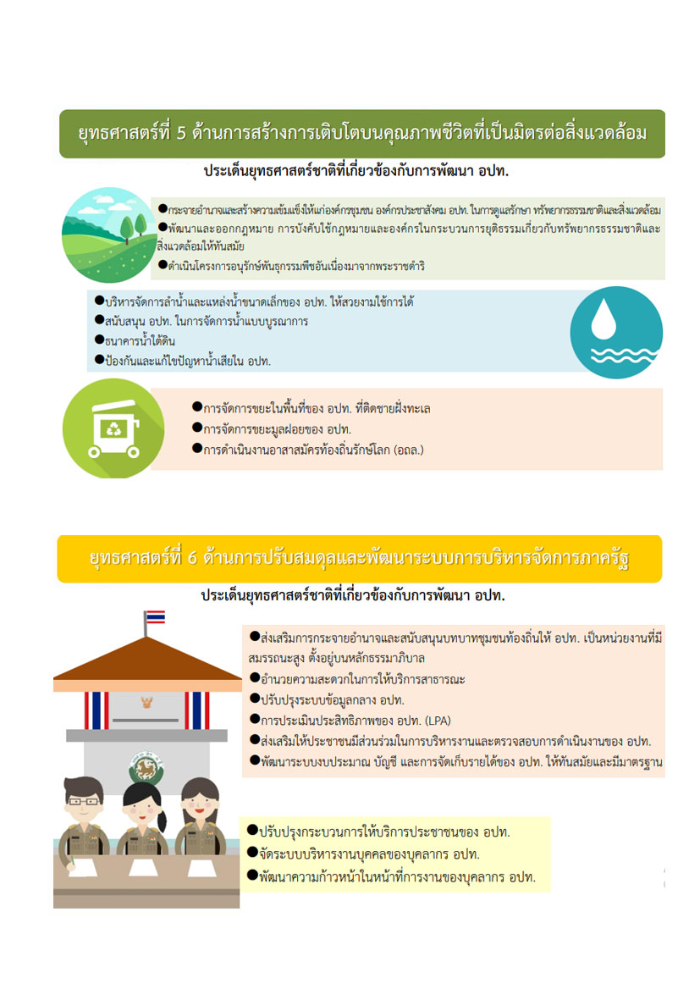 ยุทธศาสตร์ที่ 5 ด้านการสร้างการเติบโตบนคุณภาพชีวิตที่เป็นมิตรต่อสิ่งแวดล้อม
ประเด็นยุทธศาสตร์ชาติที่เกี่ยวข้องกับการพัฒนา อปท.
●กระจายอำนาจและสร้างความเข้มแข็งให้แก่องค์กรชุมชน องค์กรประชาสังคม อปท. ในการดูแลรักษา ทรัพยากรธรรมชาติและสิ่งแวดล้อม
●พัฒนาและออกกฎหมาย การบังคับใช้กฎหมายและองค์กรในกระบวนการยุติธรรมเกี่ยวกับทรัพยากรธรรมชาติและ
สิ่งแวดล้อมให้ทันสมัย
●ดำเนินโครงการอนุรักษ์พันธุกรรมพืชอันเนื่องมาจากพระราชดำริ
●บริหารจัดการลำน้ำและแหล่งน้ำขนาดเล็กของ อปท. ให้สวยงามใช้การได้
●สนับสนุน อปท. ในการจัดการน้ำแบบบูรณาการ
●ธนาคารน้ำใต้ดิน
●ป้องกันและแก้ไขปัญหาน้ำเสียใน อปท.
●การจัดการขยะในพื้นที่ของ อปท. ที่ติดชายฝั่งทะเล
●การจัดการขยะมูลฝอยของ อปท.
●การดำเนินงานอาสาสมัครท้องถิ่นรักษ์โลก (อถล.)
ยุทธศาสตร์ที่ 6 ด้านการปรับสมดุลและพัฒนาระบบการบริหารจัดการภาครัฐ
ประเด็นยุทธศาสตร์ชาติที่เกี่ยวข้องกับการพัฒนา อปท.
●ส่งเสริมการกระจายอำนาจและสนับสนุนบทบาทชุมชนท้องถิ่นให้ อปท. เป็นหน่วยงานที่มี
สมรรถนะสูง ตั้งอยู่บนหลักธรรมาภิบาล
●อำนวยความสะดวกในการให้บริการสาธารณะ
●ปรับปรุงระบบข้อมูลกลาง อปท.
●การประเมินประสิทธิภาพของ อปท. (LPA)
●ส่งเสริมให้ประชาชนมีส่วนร่วมในการบริหารงานและตรวจสอบการดำเนินงานของ อปท.
●พัฒนาระบบงบประมาณ บัญชี และการจัดเก็บรายได้ของ อปท. ให้ทันสมัยและมีมาตรฐาน
●ปรับปรุงกระบวนการให้บริการประชาชนของ อปท.
●จัดระบบบริหารงานบุคคลของบุคลากร อปท.
●พัฒนาความก้าวหน้าในหน้าที่การงานของบุคลากร อปท.